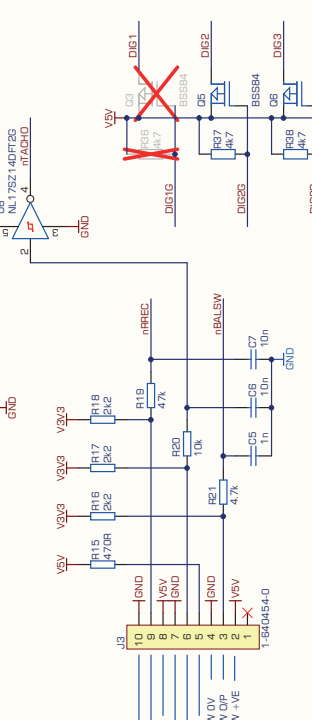 DIG1
DIG2
DIG3
Q3
BSS84
Q5
BSS84
Q6
V5V
R36
4k7
R37
4k7
R38
4k7
DIG1G
DIG2G
NL17SZ14DFT2G
nTACHO
4
5
3
GND
2
nRREC
nBALSW
C7
10n
GND
C6
10n
C5
1n
R19
47k
R20
10k
R21
4.7k
GND
V3V3
R18
2k2
V3V3
R17
2k2
V3V3
R16
2k2
V5V
R15
470R
GND
V5V
GND
GND
V5V
J3
10
9
8
7
6
5
4
3
2
1
1-640454-0
W 0V
W O/P
W +VE